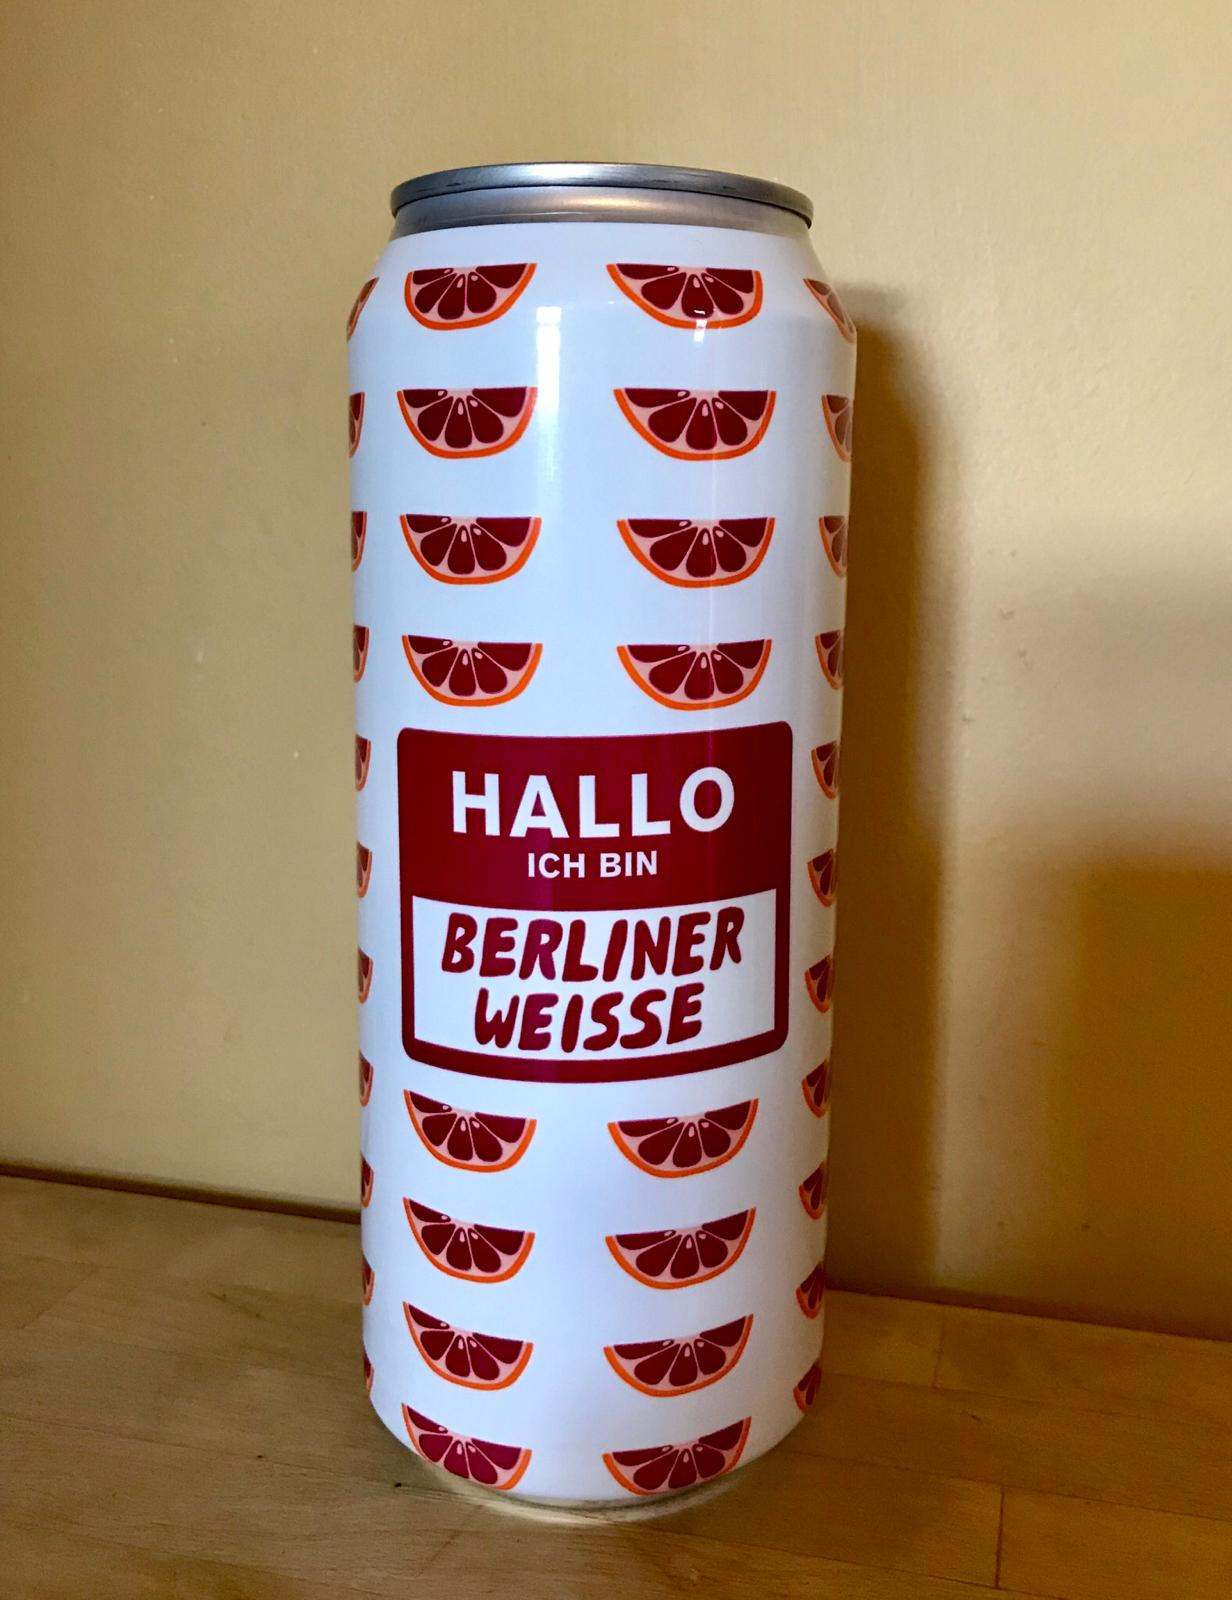 HALLO
ICH BIN
BERLINER
WEISSE